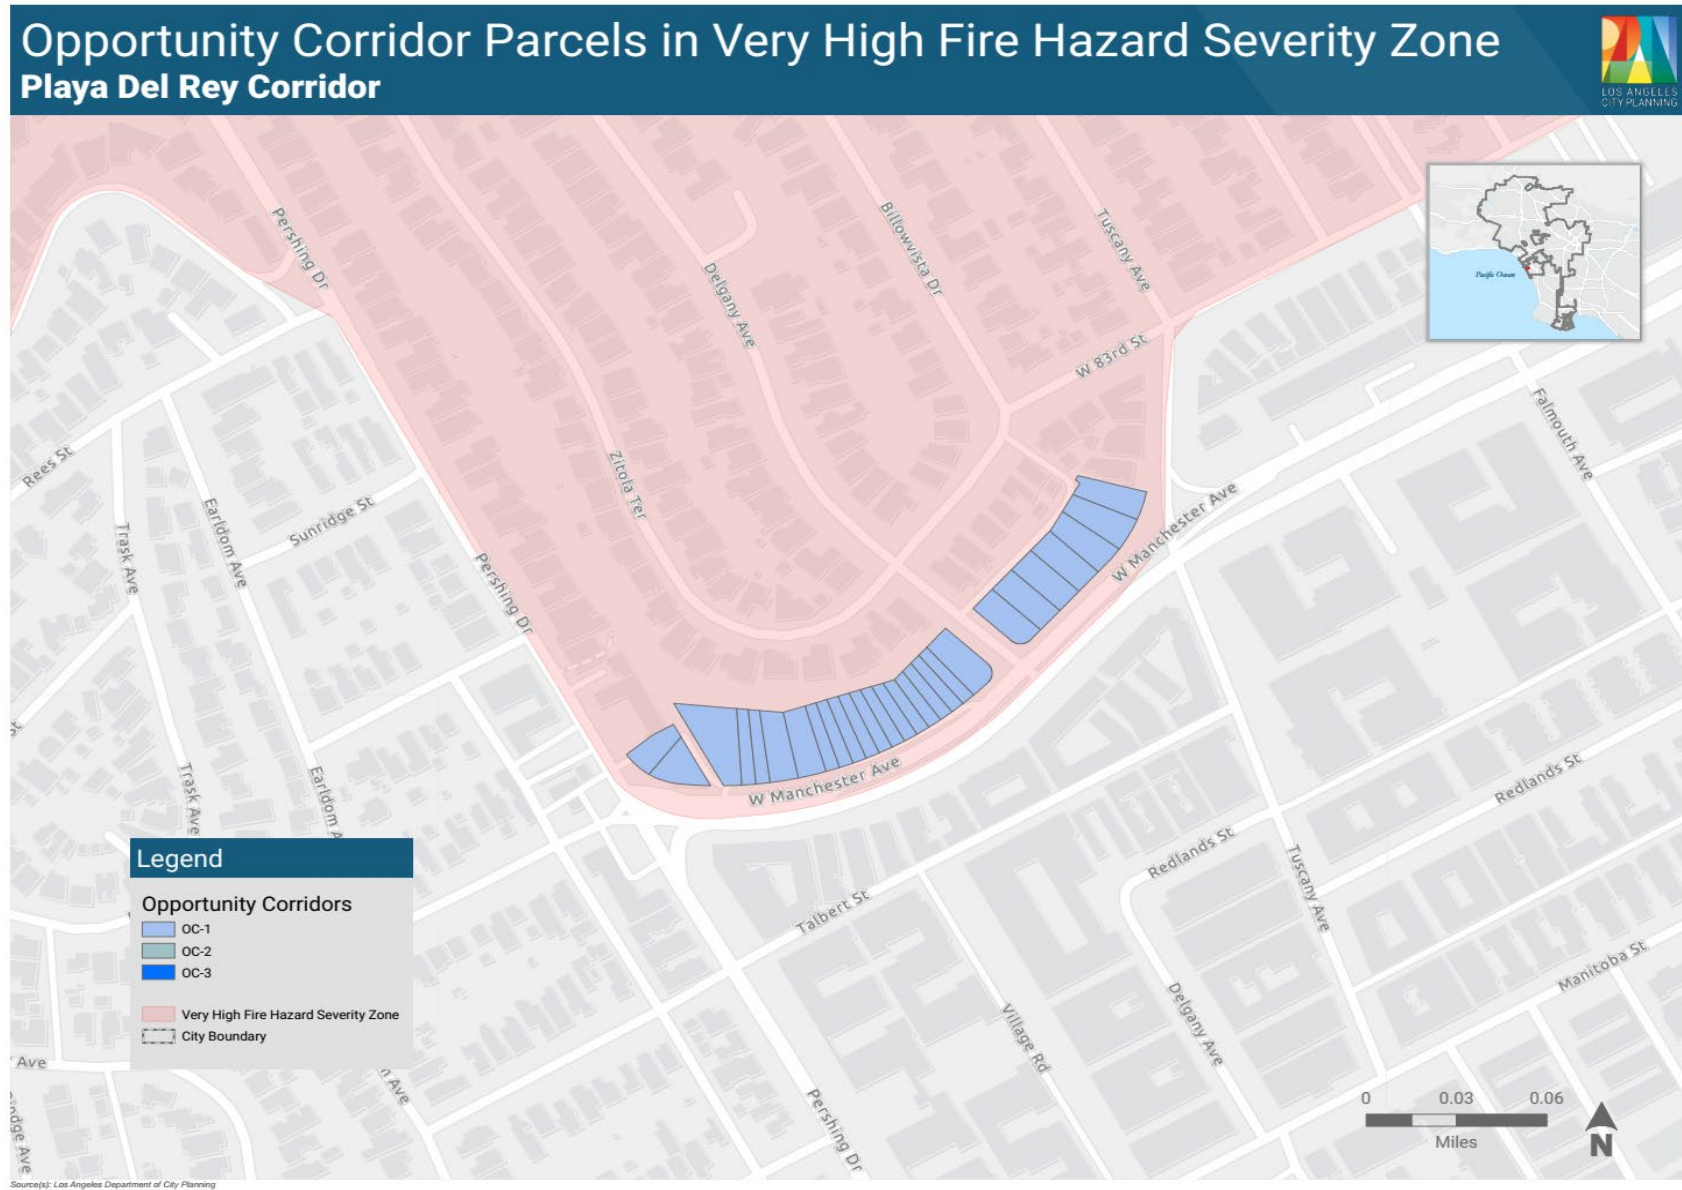 Opportunity Corridor Parcels in Very High Fire Hazard Severity Zone
Playa Del Rey Corridor
LOS ANGELES
CITY PLANNING
Pershing Dr
Delgany Ave
Billowvista Dr
Tuscany Ave
Pacific Ocean
W 83rd St
Falmouth Ave
Rees St
Trask Ave
Earldom Ave
Sunridge St
Zitola Ter
Pershing Dr
W Manchester Ave
W Manchester Ave
Trask Ave
Earldom A
Redlands St
Redlands St
Tuscany Ave
Talbert St
Manitoba St
Delgany Ave
Village Rd
Pershing Dr
Ave
Ave
Ave
Legend
Opportunity Corridors
OC-1
OC-2
OC-3
Very High Fire Hazard Severity Zone
City Boundary
0 0.03 0.06
Miles
N
Source(s): Los Angeles Department of City Planning